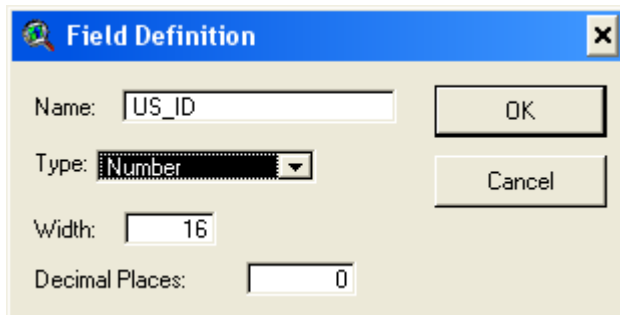 Field Definition
Name: US_ID
OK
Type: Number
Cancel
Width: 16
Decimal Places: 0